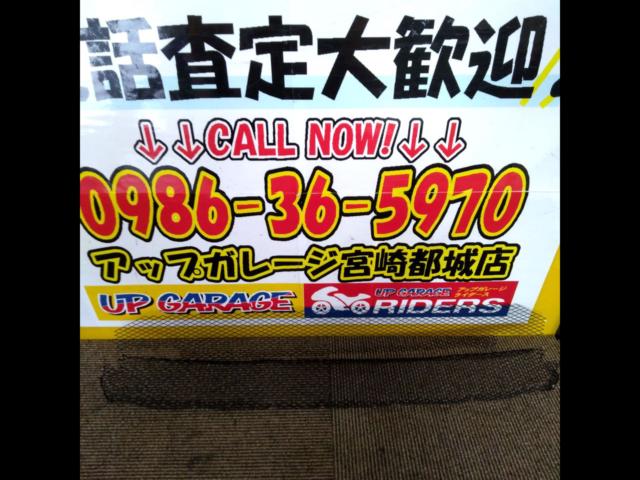 話査定大歓迎!
↓↓CALL NOW!↓↓
0986-36-5970
アップガレージ宮崎都城店
UP GARAGE
UP GARAGE アップガレージ
ライダース
RIDERS